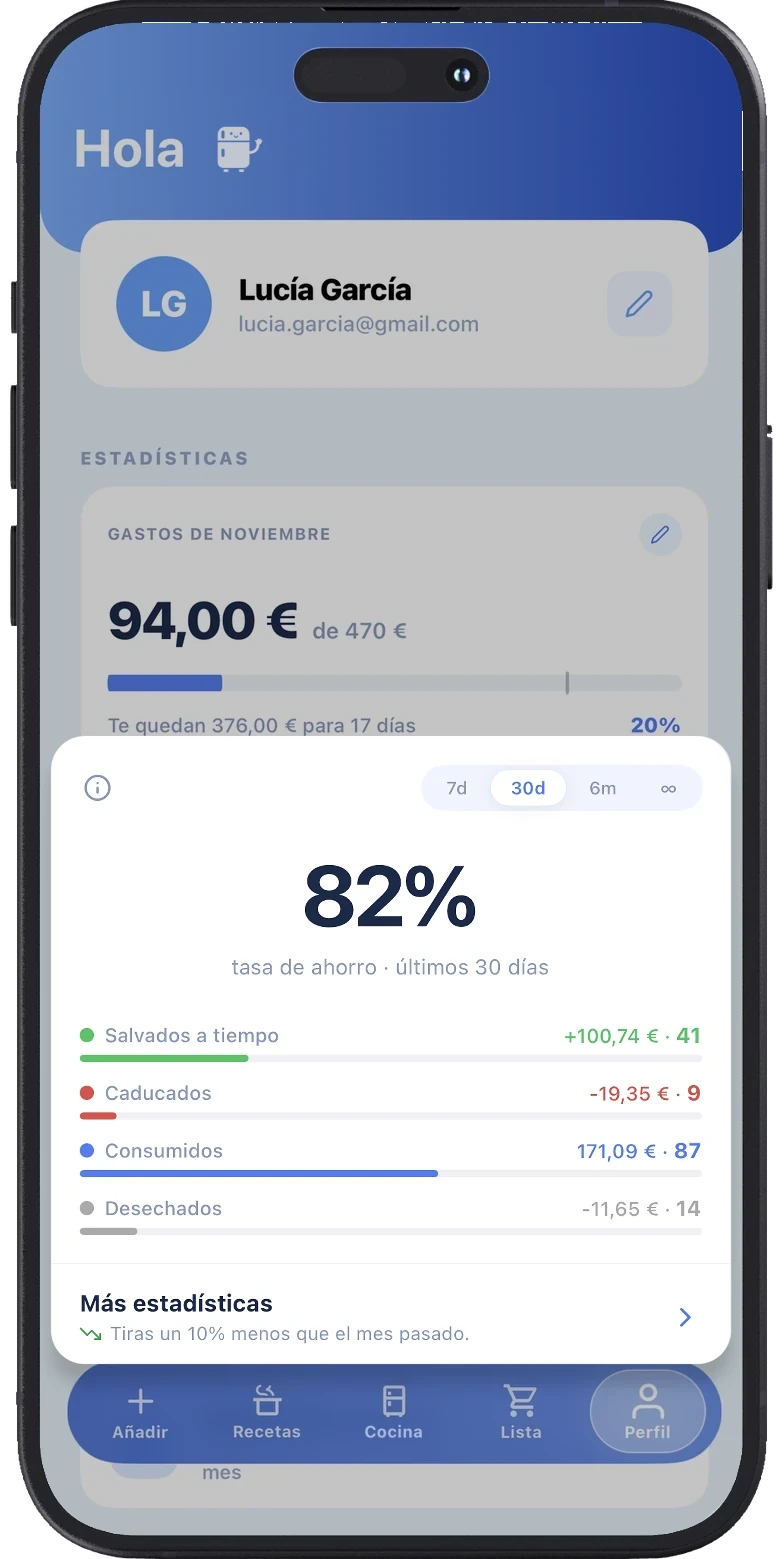 Hola
LG
Lucía García
lucia.garcia@gmail.com
ESTADÍSTICAS
GASTOS DE NOVIEMBRE
94,00 € de 470 €
Te quedan 376,00 € para 17 días 20%
7d 30d 6m ∞
82%
tasa de ahorro · últimos 30 días
Salvados a tiempo +100,74 € · 41
Caducados -19,35 € · 9
Consumidos 171,09 € · 87
Desechados -11,65 € · 14
Más estadísticas
Tiras un 10% menos que el mes pasado.
Añadir Recetas Cocina Lista Perfil
mes